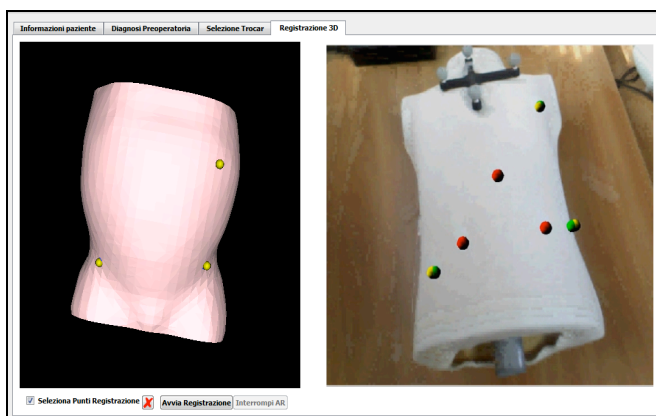 Informazioni paziente
Diagnosi Preoperatoria
Selezione Trocar
Registrazione 3D
Seleziona Punti Registrazione
Avvia Registrazione
Interrompi AR